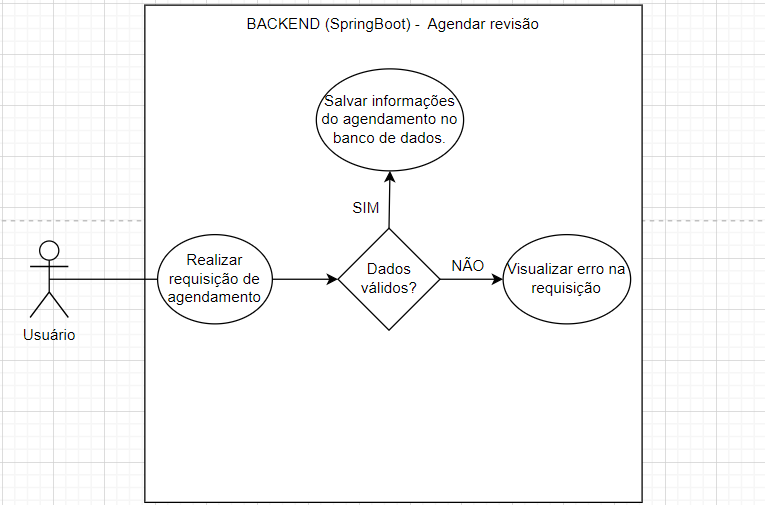 BACKEND (SpringBoot) - Agendar revisão
Salvar informações
do agendamento no
banco de dados.
SIM
Realizar
requisição de
agendamento
Dados
válidos?
NÃO
Visualizar erro na
requisição
Usuário